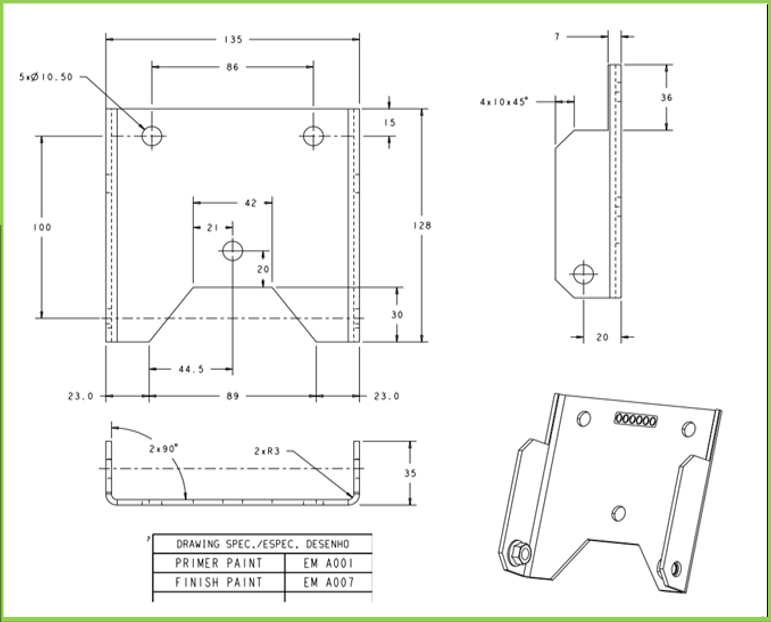 135
7
86
5xØ10.50
36
4x10x45°
15
42
21
100
128
20
30
20
44.5
23.0
89
23.0
2x90°
2xR3
35
7
DRAWING SPEC./ESPEC. DESENHO
PRIMER PAINT EM A001
FINISH PAINT EM A007